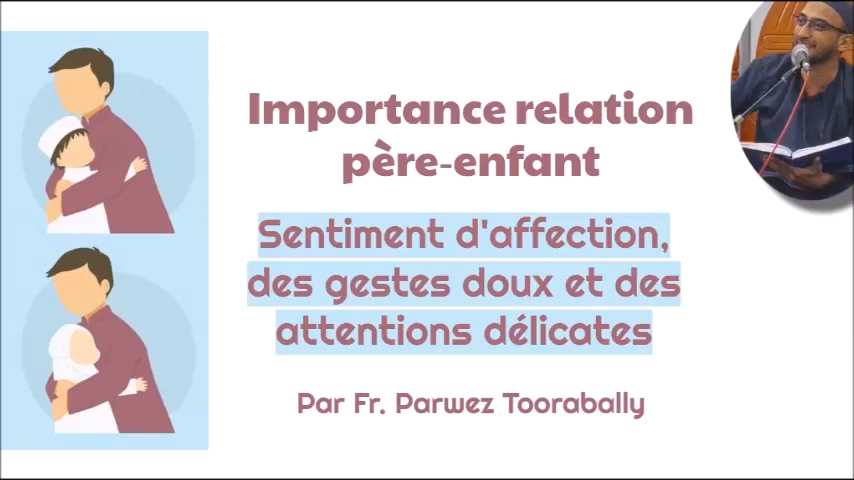 Importance relation
père-enfant
Sentiment d'affection,
des gestes doux et des
attentions délicates
Par Fr. Parwez Toorabally